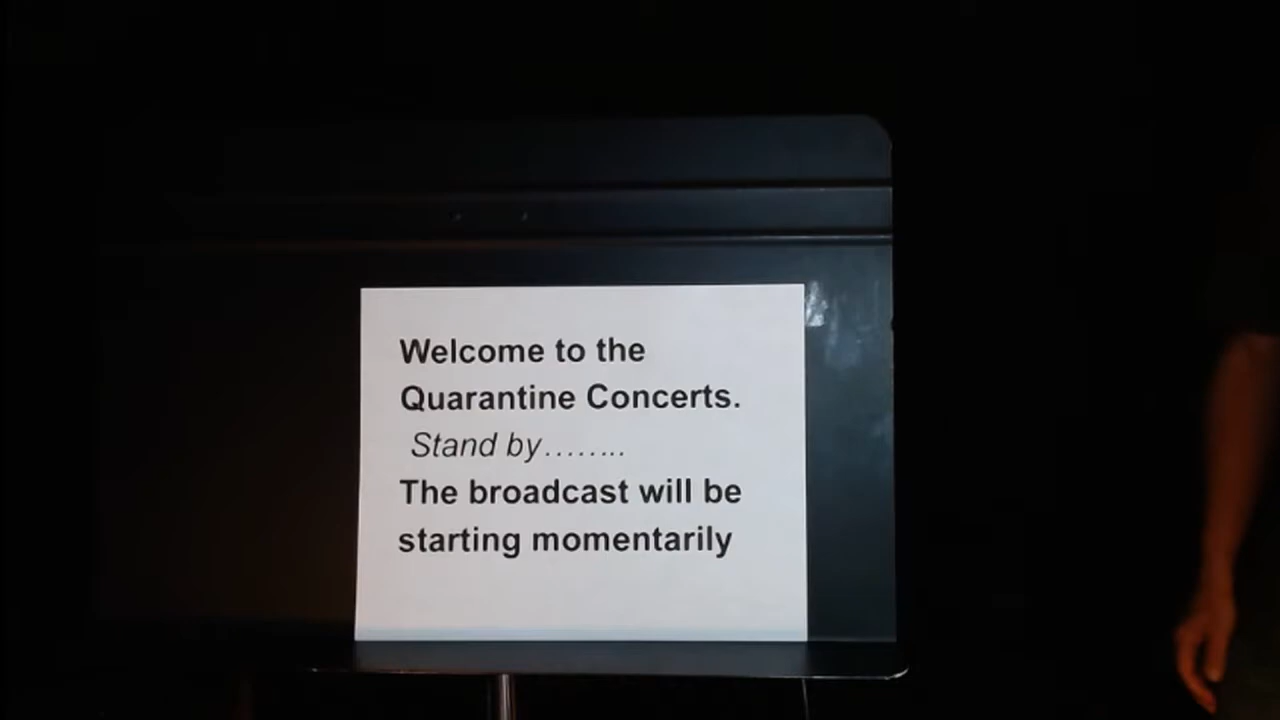 Welcome to the
Quarantine Concerts.
Stand by........
The broadcast will be
starting momentarily